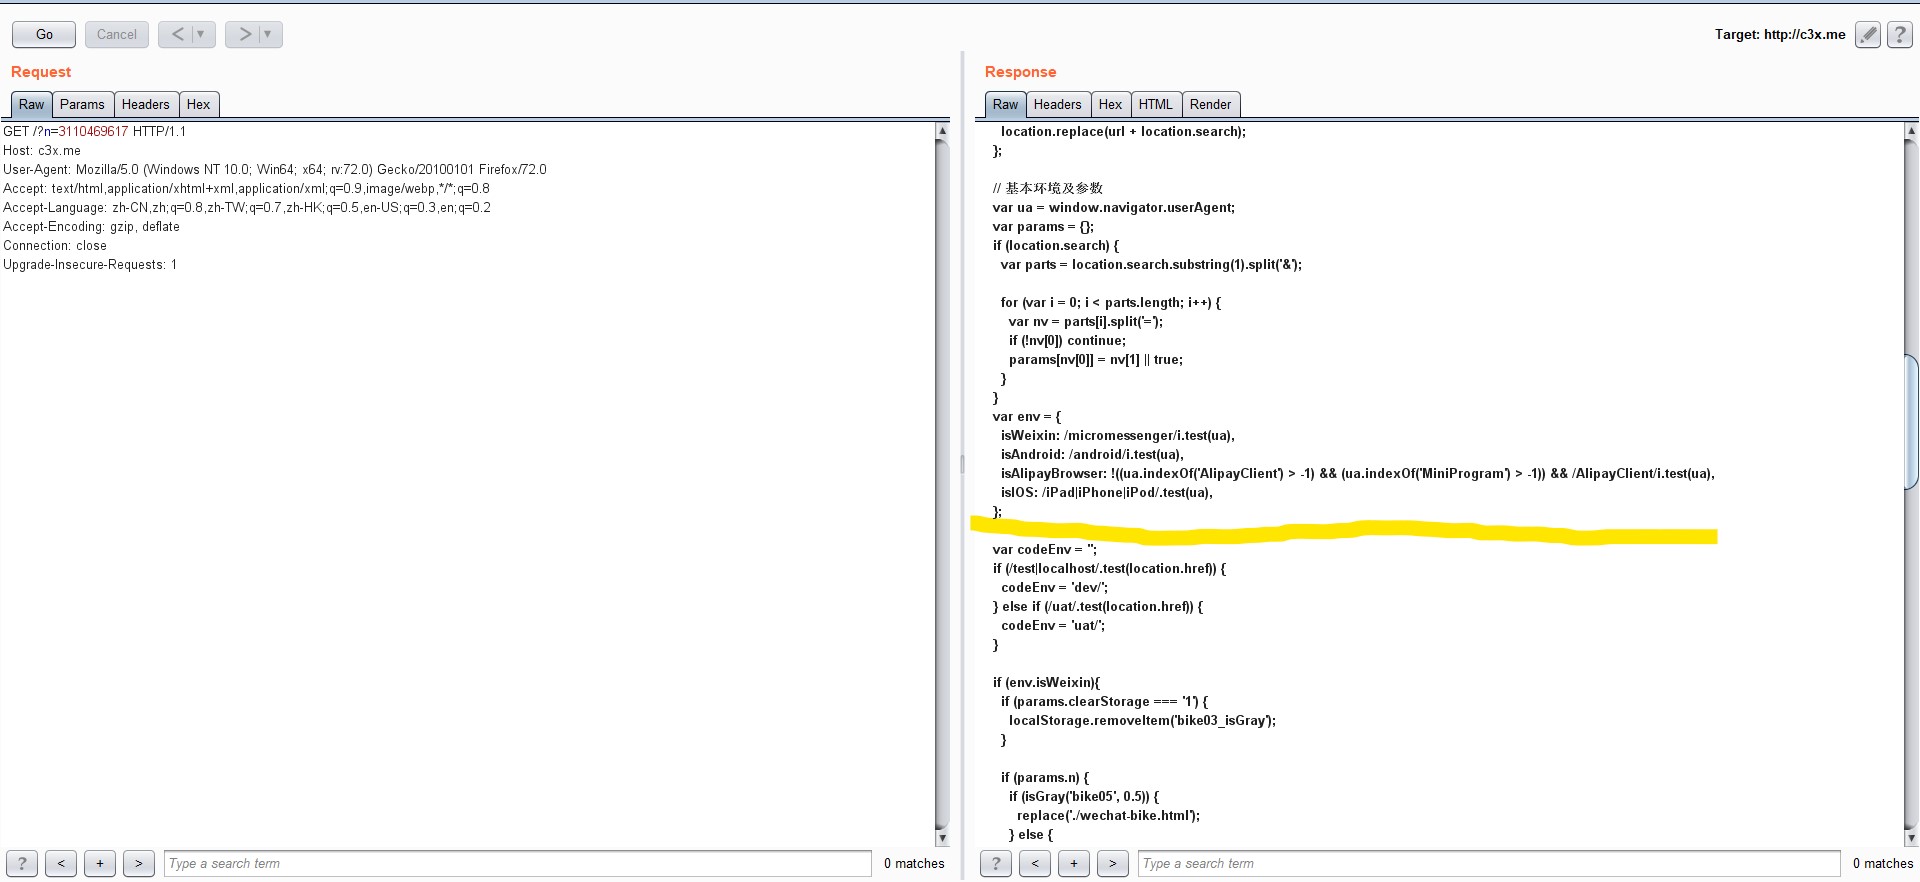 Go Cancel < ▼ > ▼ Target: http://c3x.me ?
Request
Raw Params Headers Hex
GET /?n=3110469617 HTTP/1.1
Host: c3x.me
User-Agent: Mozilla/5.0 (Windows NT 10.0; Win64; x64; rv:72.0) Gecko/20100101 Firefox/72.0
Accept: text/html,application/xhtml+xml,application/xml;q=0.9,image/webp,*/*;q=0.8
Accept-Language: zh-CN,zh;q=0.8,zh-TW;q=0.7,zh-HK;q=0.5,en-US;q=0.3,en;q=0.2
Accept-Encoding: gzip, deflate
Connection: close
Upgrade-Insecure-Requests: 1
? < + > Type a search term 0 matches
Response
Raw Headers Hex HTML Render
location.replace(url + location.search);
};
// 基本环境及参数
var ua = window.navigator.userAgent;
var params = {};
if (location.search) {
var parts = location.search.substring(1).split('&');
for (var i = 0; i < parts.length; i++) {
var nv = parts[i].split('=');
if (!nv[0]) continue;
params[nv[0]] = nv[1] || true;
}
}
var env = {
isWeixin: /micromessenger/i.test(ua),
isAndroid: /android/i.test(ua),
isAlipayBrowser: !((ua.indexOf('AlipayClient') > -1) && (ua.indexOf('MiniProgram') > -1)) && /AlipayClient/i.test(ua),
isIOS: /iPad|iPhone|iPod/.test(ua),
};
var codeEnv = '';
if (/test|localhost/.test(location.href)) {
codeEnv = 'dev/';
} else if (/uat/.test(location.href)) {
codeEnv = 'uat/';
}
if (env.isWeixin){
if (params.clearStorage === '1') {
localStorage.removeItem('bike03_isGray');
}
if (params.n) {
if (isGray('bike05', 0.5)) {
replace('./wechat-bike.html');
} else {
? < + > Type a search term 0 matches